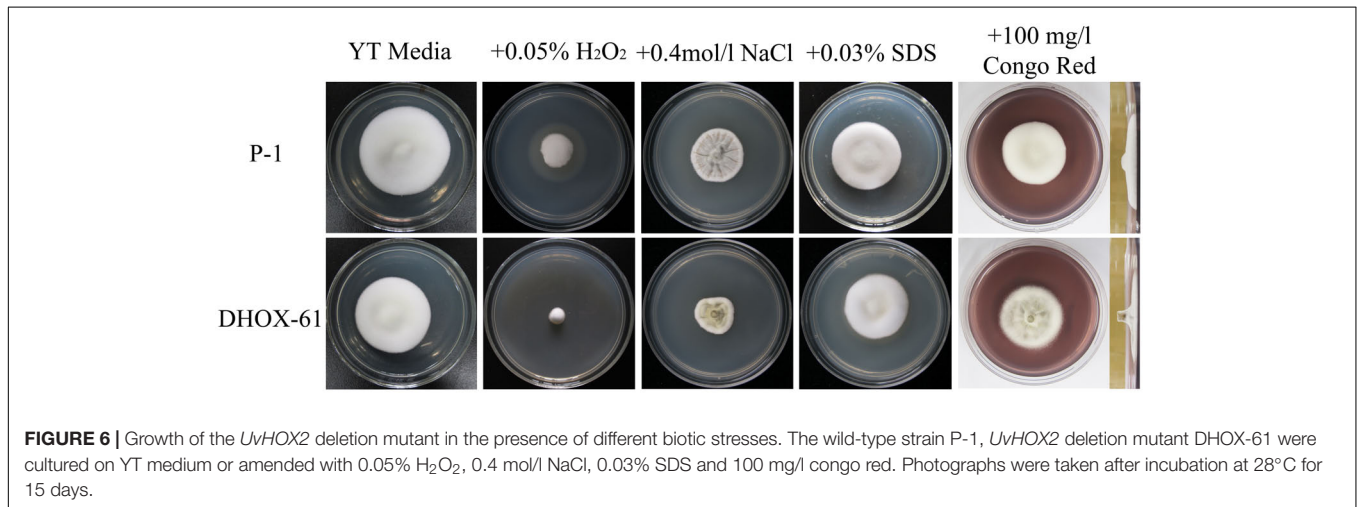 YT Media +0.05% H₂O₂ +0.4mol/l NaCl +0.03% SDS +100 mg/l
Congo Red
P-1
DHOX-61
FIGURE 6 | Growth of the UvHOX2 deletion mutant in the presence of different biotic stresses. The wild-type strain P-1, UvHOX2 deletion mutant DHOX-61 were
cultured on YT medium or amended with 0.05% H₂O₂, 0.4 mol/l NaCl, 0.03% SDS and 100 mg/l congo red. Photographs were taken after incubation at 28°C for
15 days.